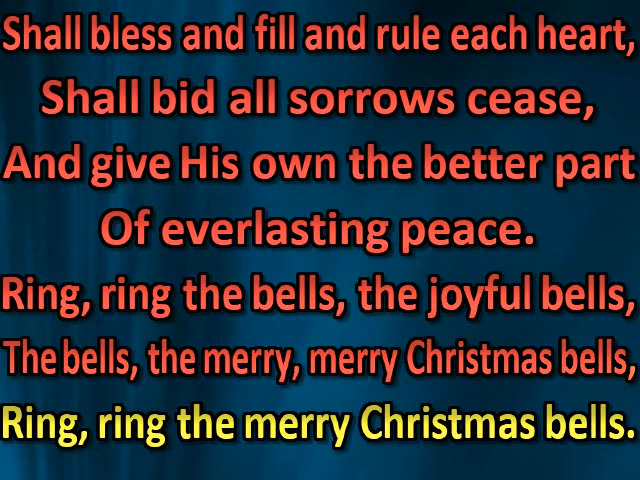 Shall bless and fill and rule each heart,
Shall bid all sorrows cease,
And give His own the better part
Of everlasting peace.
Ring, ring the bells, the joyful bells,
The bells, the merry, merry Christmas bells,
Ring, ring the merry Christmas bells.